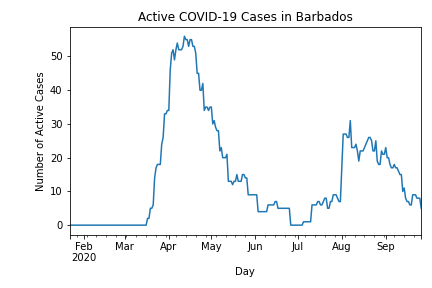 Active COVID-19 Cases in Barbados
Number of Active Cases
50
40
30
20
10
0
Feb Mar Apr May Jun Jul Aug Sep
2020
Day